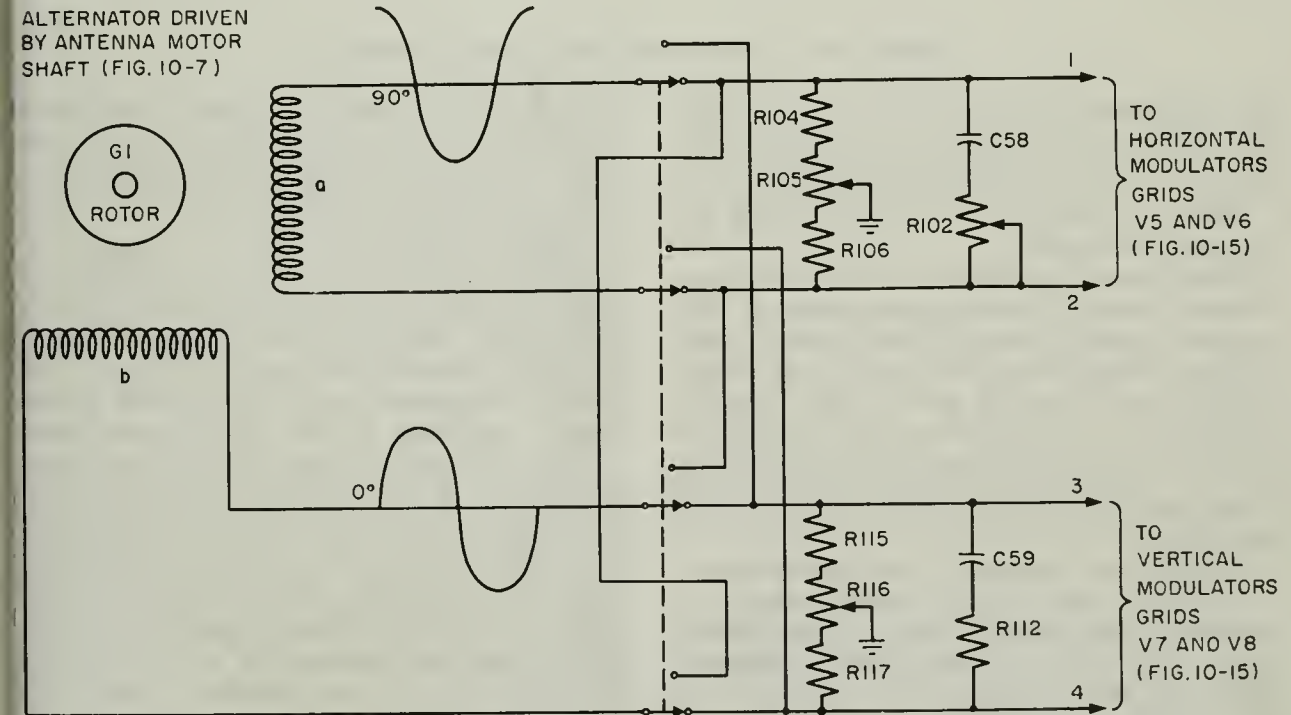 ALTERNATOR DRIVEN
BY ANTENNA MOTOR
SHAFT (FIG. 10-7)
G1
ROTOR
a
90°
R104
R105
R106
C58
R102
1
2
TO
HORIZONTAL
MODULATORS
GRIDS
V5 AND V6
(FIG. 10-15)
b
0°
R115
R116
R117
C59
R112
3
4
TO
VERTICAL
MODULATORS
GRIDS
V7 AND V8
(FIG. 10-15)